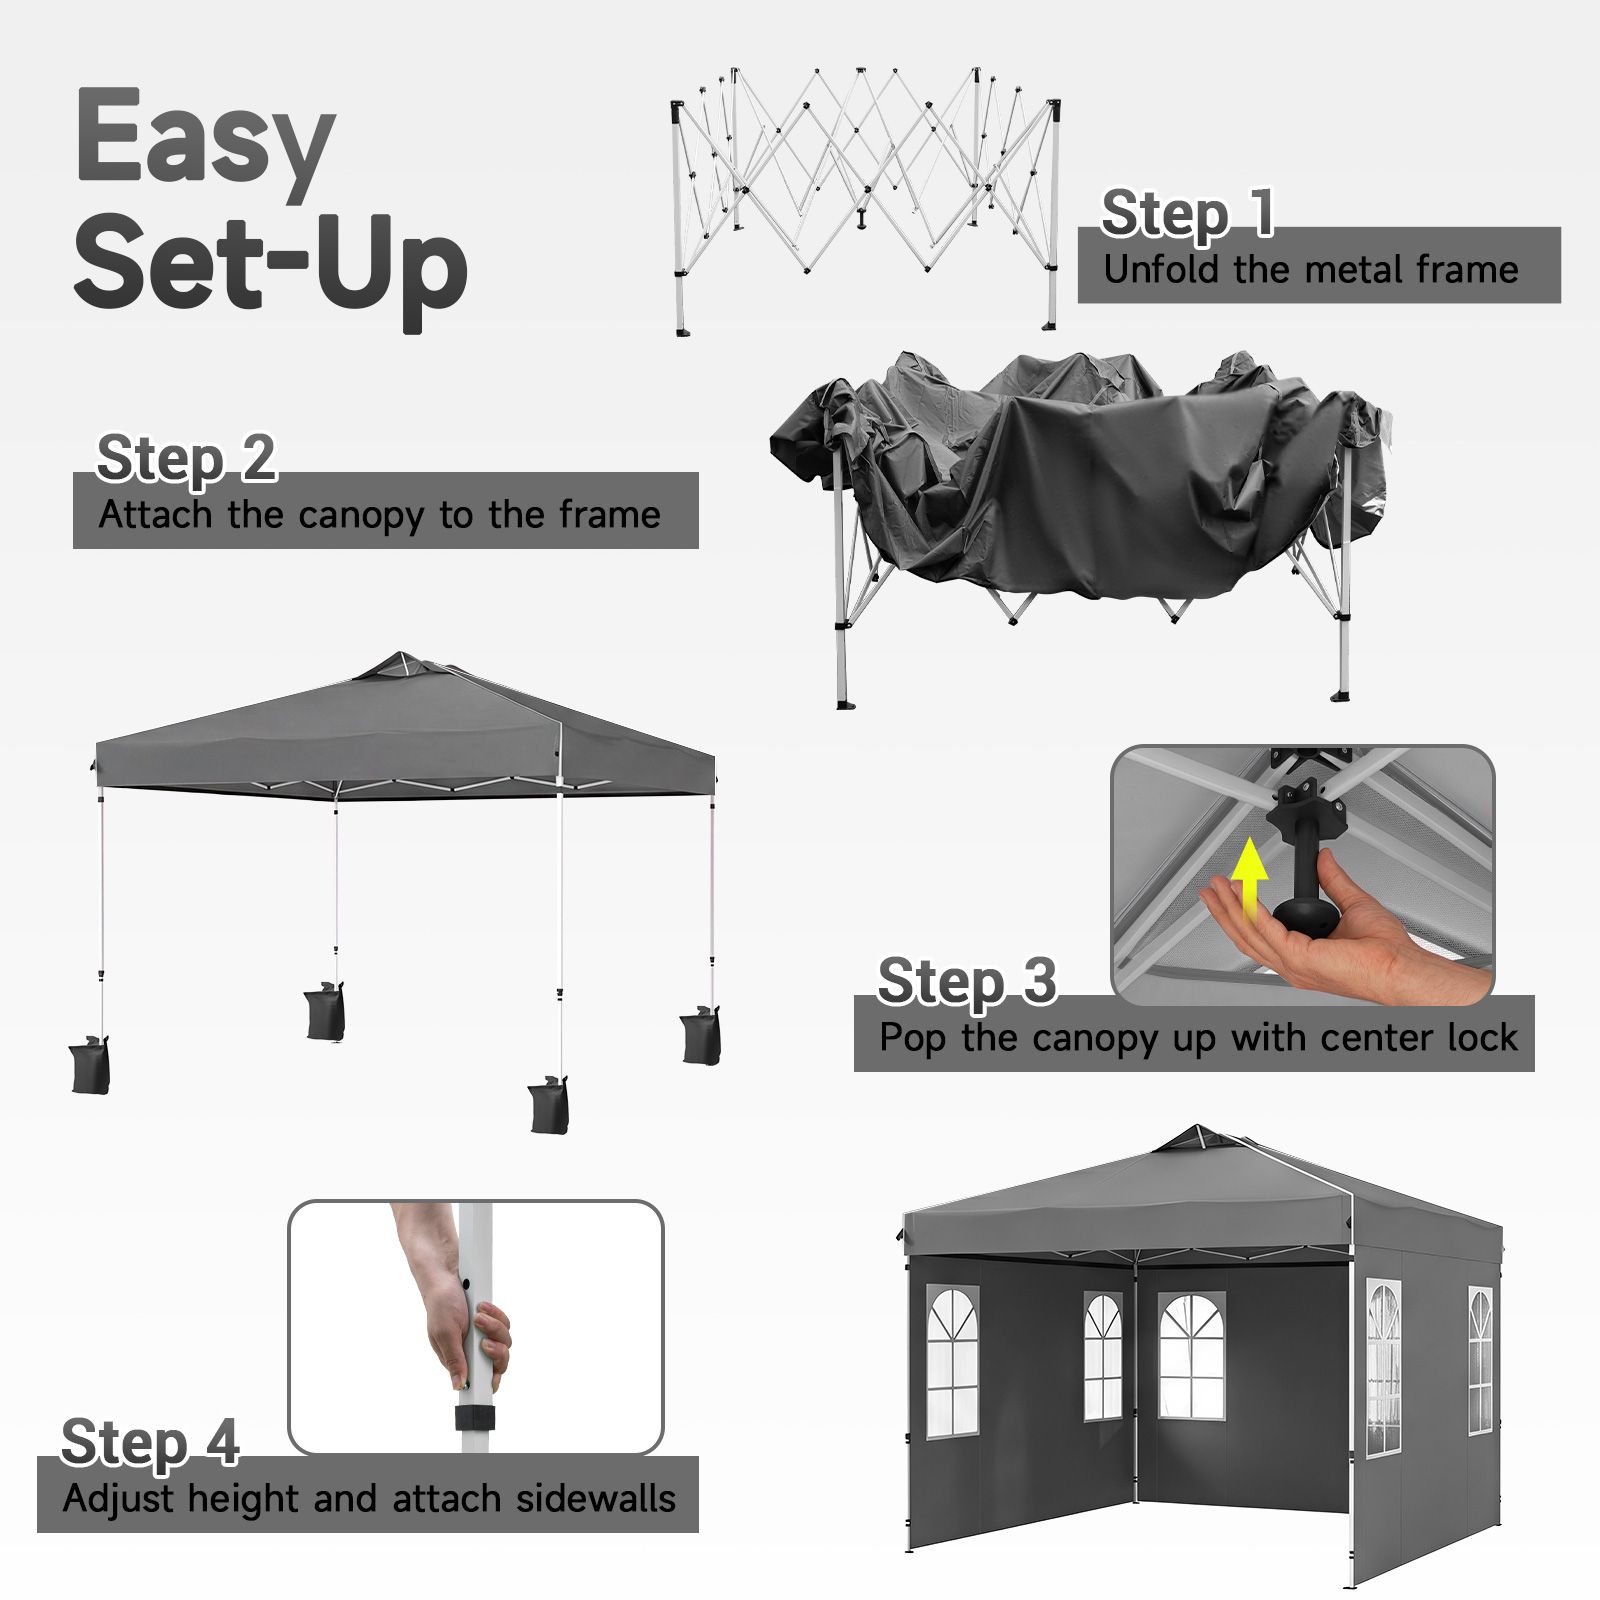 Easy
Set-Up
Step 1
Unfold the metal frame
Step 2
Attach the canopy to the frame
Step 3
Pop the canopy up with center lock
Step 4
Adjust height and attach sidewalls